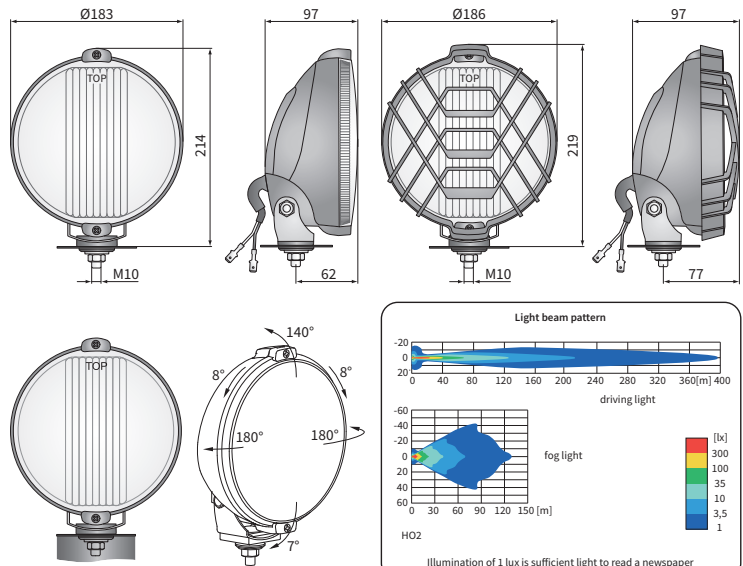 Ø183
97
Ø186
97
TOP
TOP
214
219
M10
62
M10
77
TOP
140°
8°
8°
180°
180°
7°
Light beam pattern
-20
0
20
0 40 80 120 160 200 240 280 320 360[m] 400
driving light
-60
-40
-20
0
20
40
60
0 30 60 90 120 150 [m]
fog light
[lx]
300
100
35
10
3,5
1
HO2
Illumination of 1 lux is sufficient light to read a newspaper